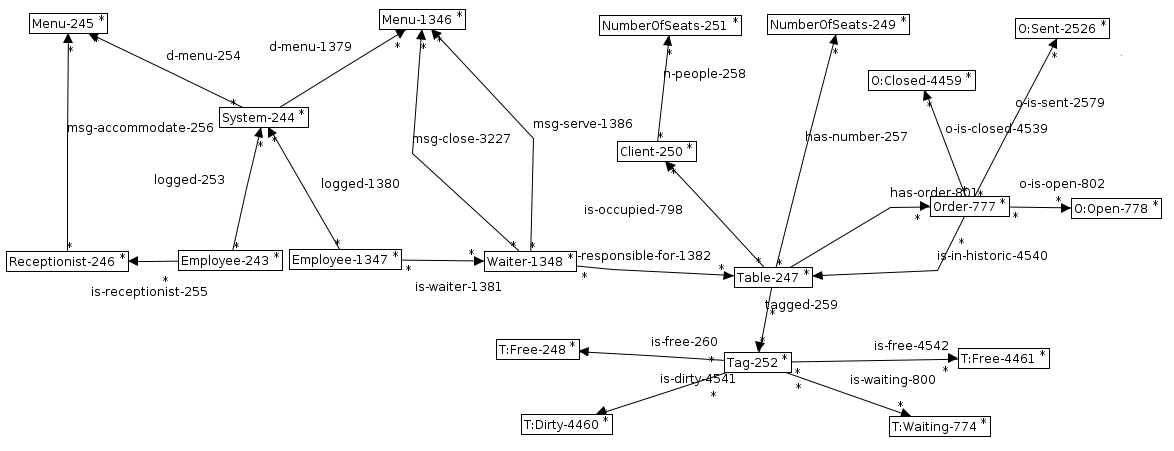 Menu-245 *
Menu-1346 *
NumberOfSeats-251 *
NumberOfSeats-249 *
O:Sent-2526 *
d-menu-254
d-menu-1379
n-people-258
O:Closed-4459 *
System-244 *
o-is-sent-2579
msg-accommodate-256
msg-close-3227
msg-serve-1386
has-number-257
o-is-closed-4539
Client-250 *
logged-253
logged-1380
has-order-801
o-is-open-802
is-occupied-798
Order-777 *
O:Open-778 *
Receptionist-246 *
Employee-243 *
Employee-1347 *
Waiter-1348 *
-responsible-for-1382
is-in-historic-4540
Table-247 *
is-receptionist-255
is-waiter-1381
tagged-259
is-free-260
is-free-4542
T:Free-248 *
Tag-252 *
T:Free-4461 *
is-dirty-4541
is-waiting-800
T:Dirty-4460 *
T:Waiting-774 *